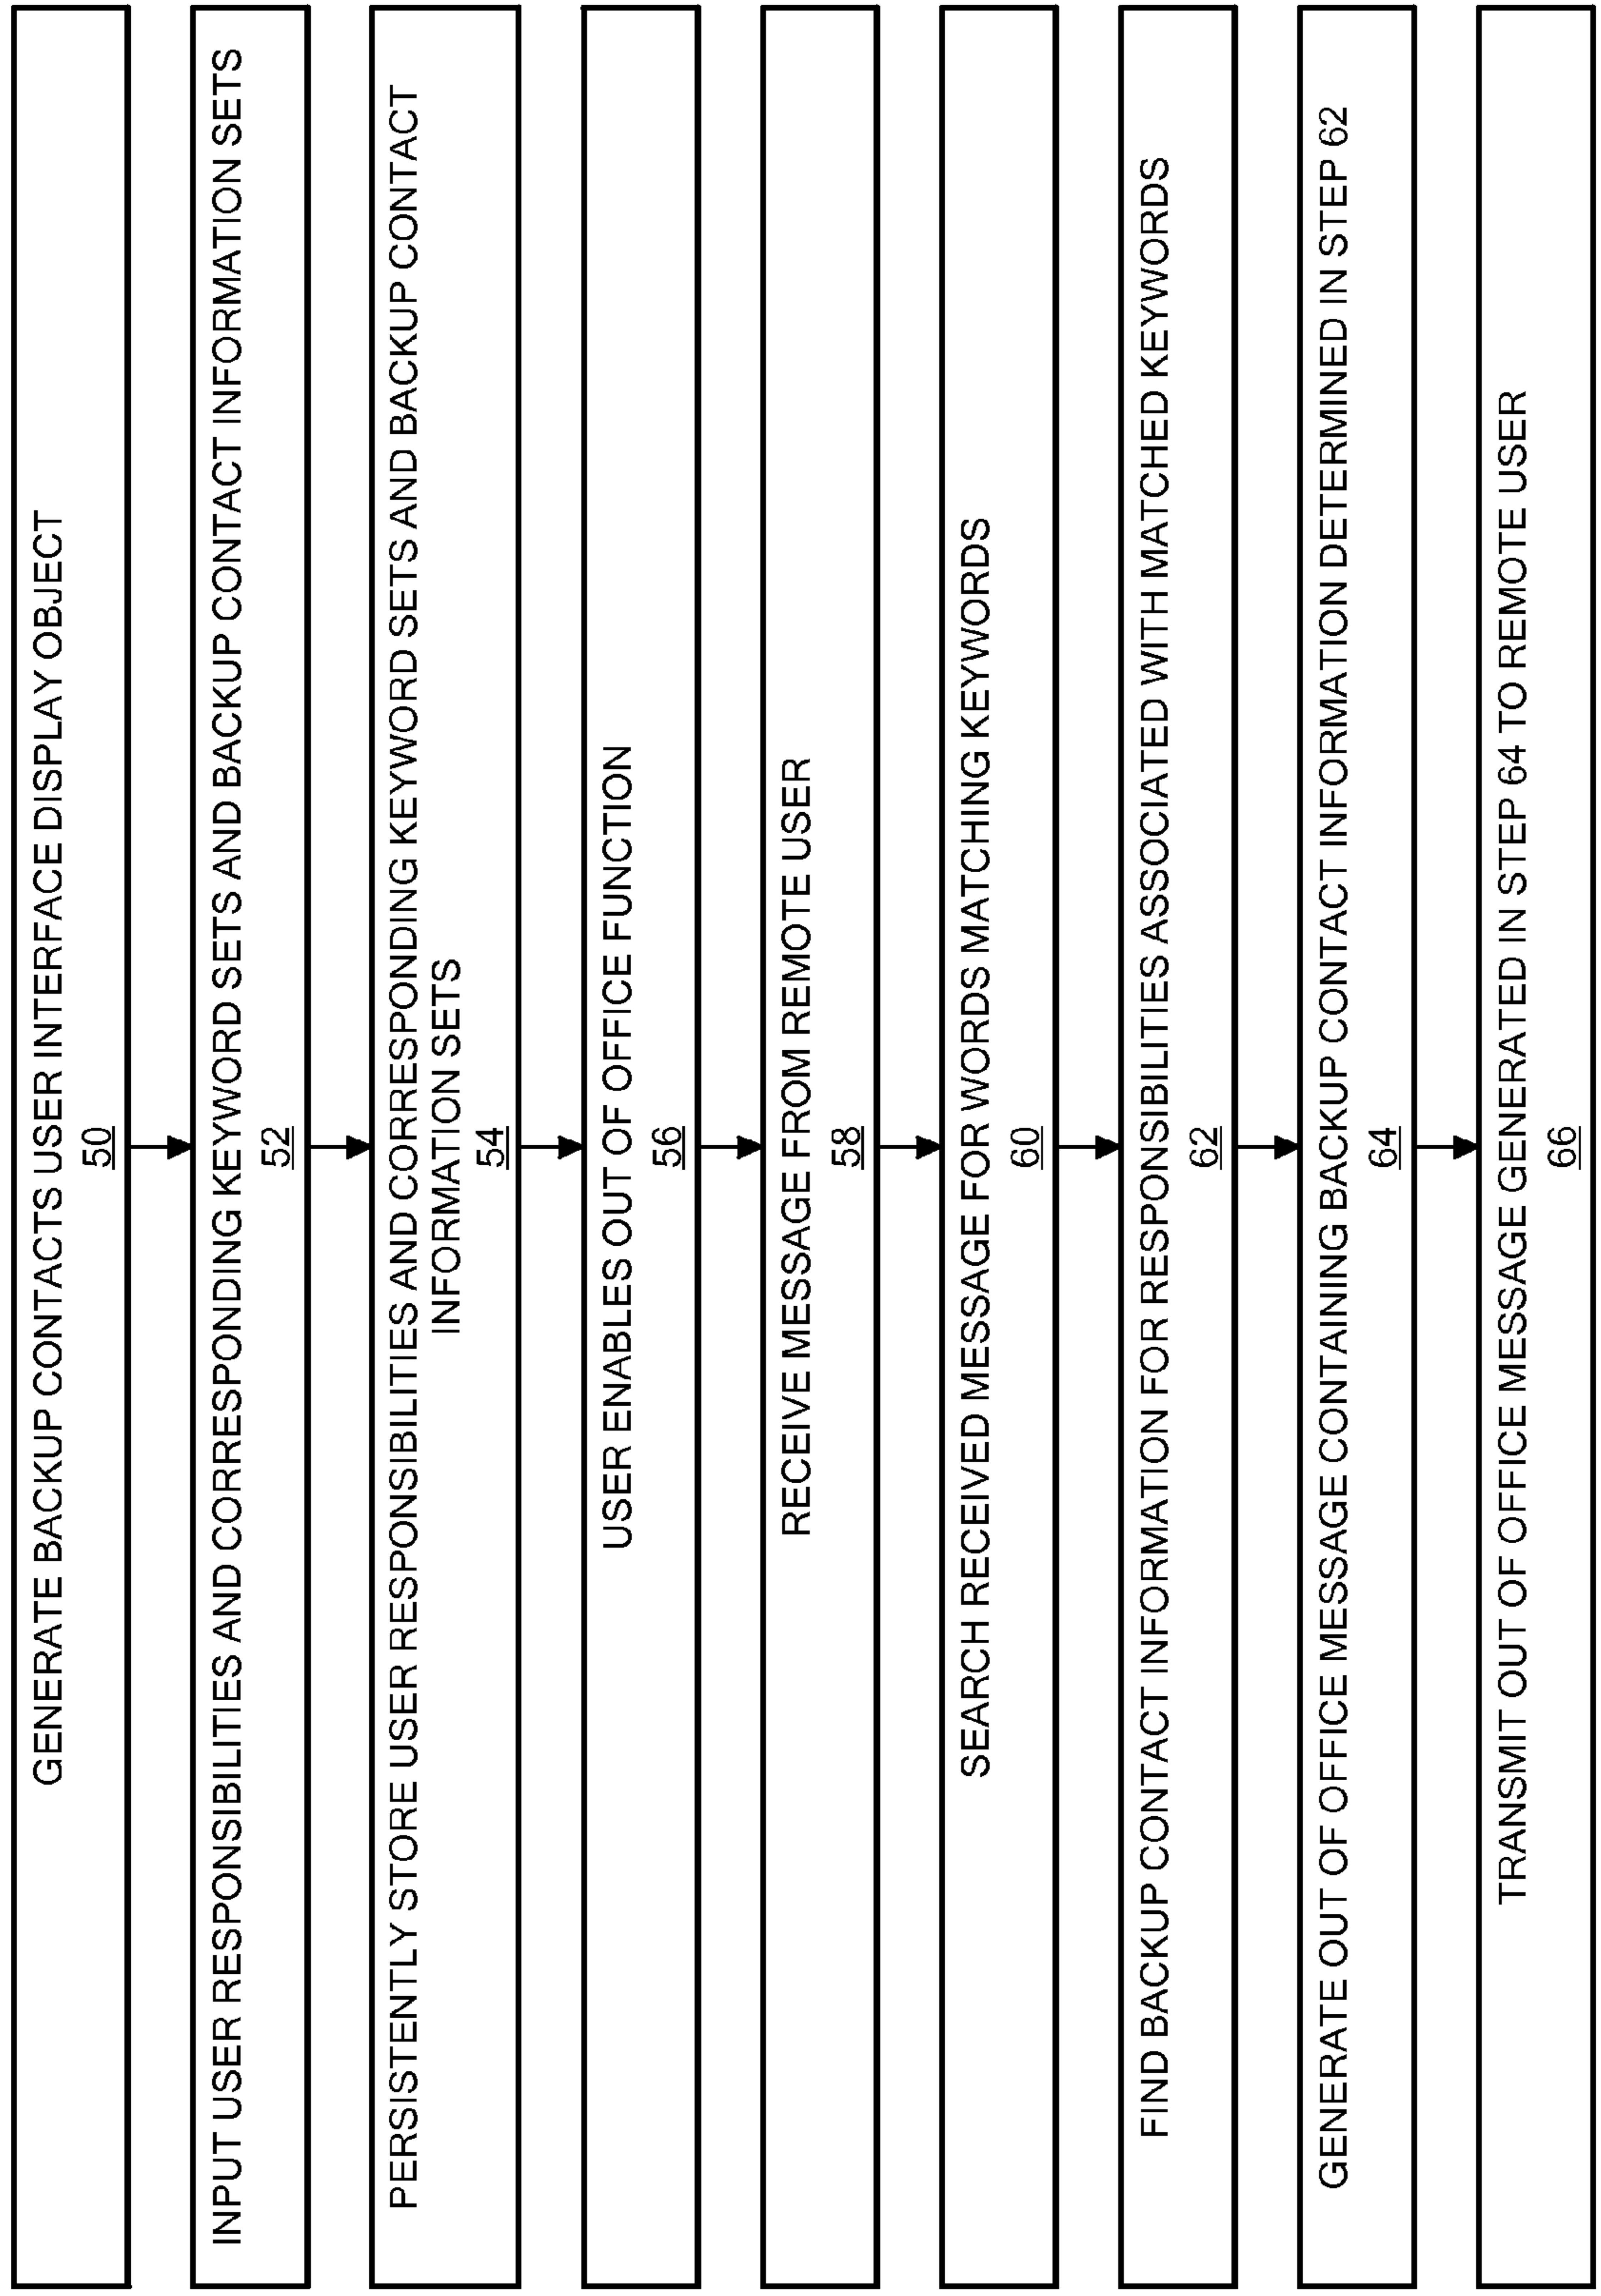 GENERATE BACKUP CONTACTS USER INTERFACE DISPLAY OBJECT
50
INPUT USER RESPONSIBILITIES AND CORRESPONDING KEYWORD SETS AND BACKUP CONTACT INFORMATION SETS
52
PERSISTENTLY STORE USER RESPONSIBILITIES AND CORRESPONDING KEYWORD SETS AND BACKUP CONTACT
INFORMATION SETS
54
USER ENABLES OUT OF OFFICE FUNCTION
56
RECEIVE MESSAGE FROM REMOTE USER
58
SEARCH RECEIVED MESSAGE FOR WORDS MATCHING KEYWORDS
60
FIND BACKUP CONTACT INFORMATION FOR RESPONSIBILITIES ASSOCIATED WITH MATCHED KEYWORDS
62
GENERATE OUT OF OFFICE MESSAGE CONTAINING BACKUP CONTACT INFORMATION DETERMINED IN STEP 62
64
TRANSMIT OUT OF OFFICE MESSAGE GENERATED IN STEP 64 TO REMOTE USER
66